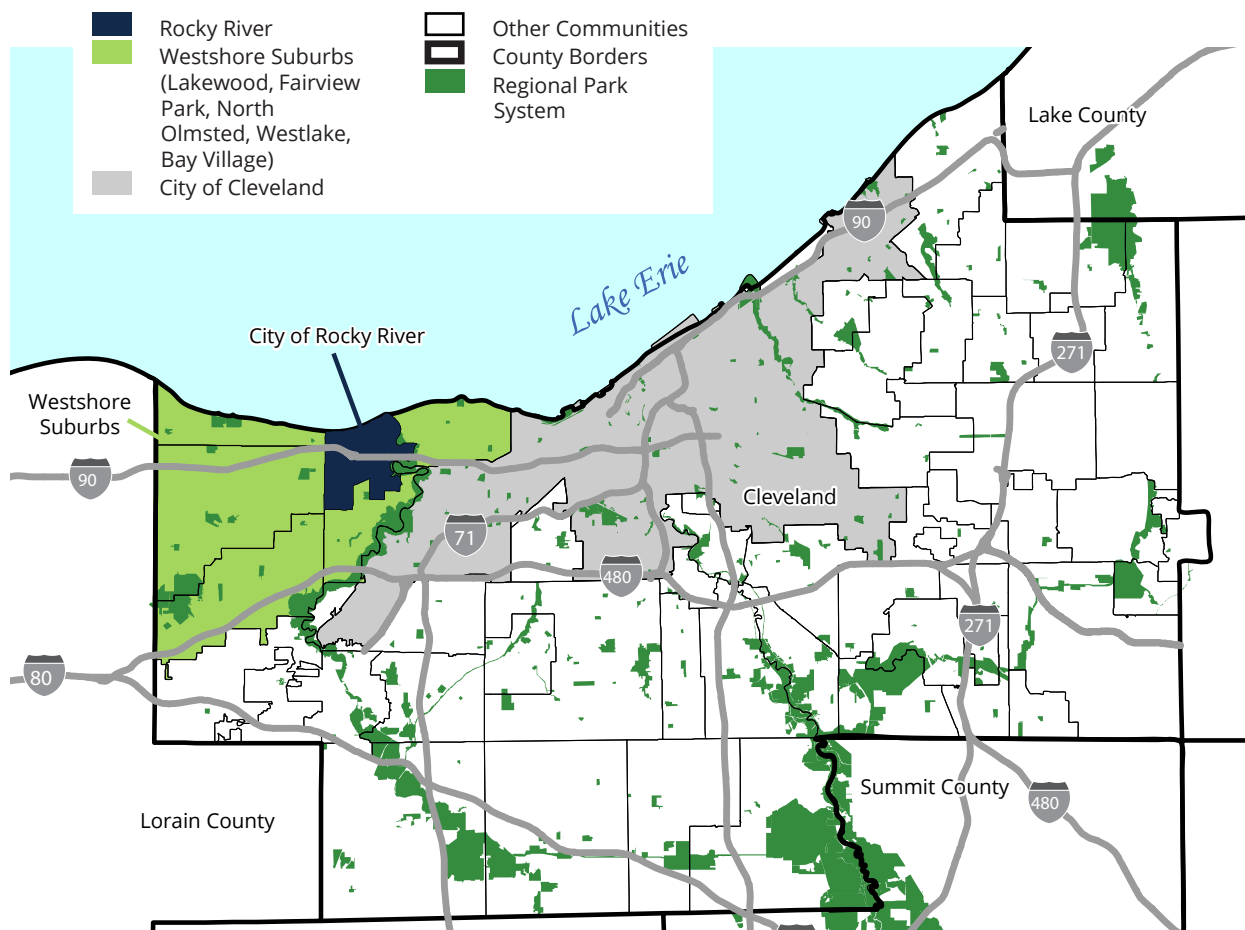 Rocky River
Westshore Suburbs
(Lakewood, Fairview
Park, North
Olmsted, Westlake,
Bay Village)
City of Cleveland
Other Communities
County Borders
Regional Park
System
Lake County
90
Lake Erie
City of Rocky River
271
Westshore
Suburbs
90
Cleveland
71
480
271
80
Summit County
480
Lorain County